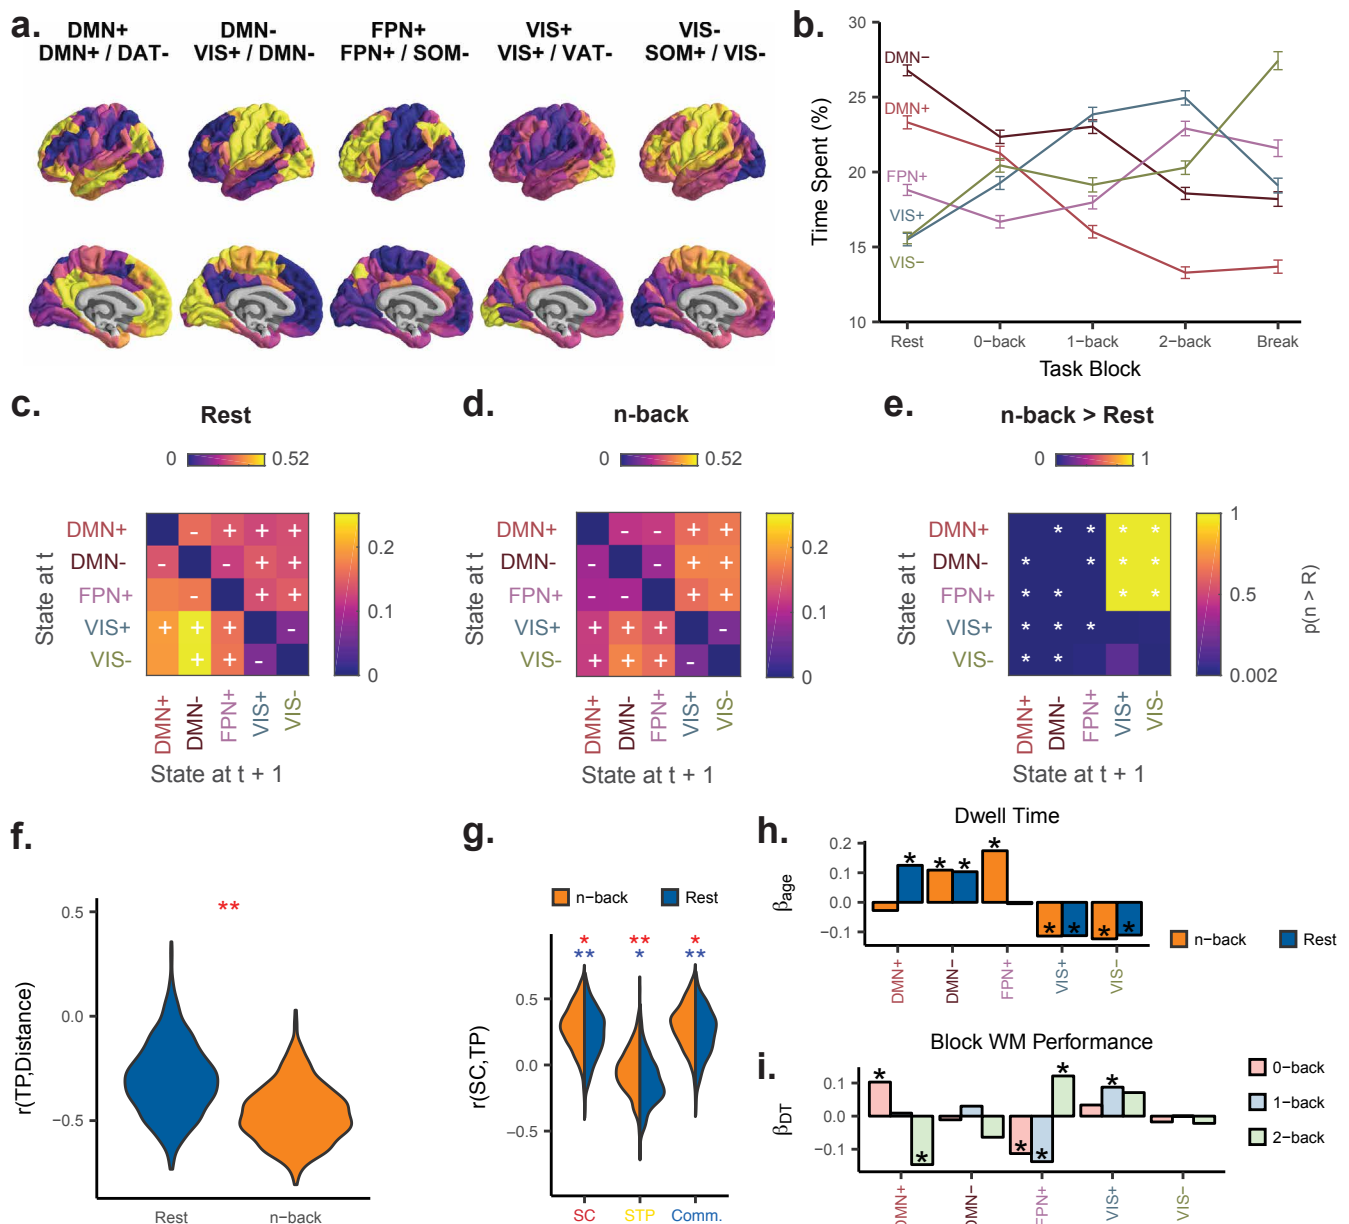 a.
DMN+
DMN+ / DAT-
DMN-
VIS+ / DMN-
FPN+
FPN+ / SOM-
VIS+
VIS+ / VAT-
VIS-
SOM+ / VIS-
b.
30
25
20
15
10
Time Spent (%)
DMN−
DMN+
FPN+
VIS+
VIS−
Rest
0−back
1−back
2−back
Break
Task Block
c.
Rest
0
0.52
State at t
DMN+
DMN-
FPN+
VIS+
VIS-
- + + +
- - + +
- + +
+ + + -
+ + -
0.2
0.1
0
DMN+
DMN-
FPN+
VIS+
VIS-
State at t + 1
d.
n-back
0
0.52
DMN+
DMN-
FPN+
VIS+
VIS-
- - + +
- - + +
- - + +
+ + + -
+ + + -
0.2
0.1
0
DMN+
DMN-
FPN+
VIS+
VIS-
State at t + 1
e.
n-back > Rest
0
1
State at t
DMN+
DMN-
FPN+
VIS+
VIS-
* * * *
* * * *
* * * *
* * *
* *
1
0.5
0.002
p(n > R)
DMN+
DMN-
FPN+
VIS+
VIS-
State at t + 1
f.
**
r(TP,Distance)
0.5
0.0
−0.5
Rest
n−back
g.
n−back
Rest
* ** *
** * **
r(SC,TP)
0.5
0.0
−0.5
SC
STP
Comm.
h.
Dwell Time
βage
0.2
0.1
0.0
−0.1
* * * *
* * * *
DMN+
DMN−
FPN+
VIS+
VIS−
n−back
Rest
i.
Block WM Performance
βDT
0.1
0.0
−0.1
* * *
* * *
DMN+
DMN−
FPN+
VIS+
VIS−
0−back
1−back
2−back